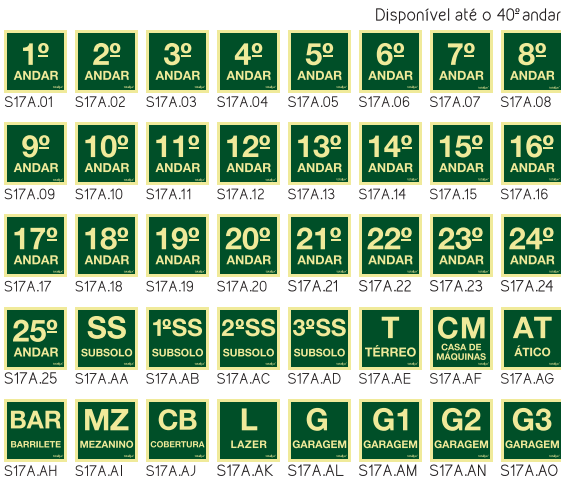 Disponível até o 40º andar
1º 2º 3º 4º 5º 6º 7º 8º
ANDAR ANDAR ANDAR ANDAR ANDAR ANDAR ANDAR ANDAR
S17A.01 S17A.02 S17A.03 S17A.04 S17A.05 S17A.06 S17A.07 S17A.08
9º 10º 11º 12º 13º 14º 15º 16º
ANDAR ANDAR ANDAR ANDAR ANDAR ANDAR ANDAR ANDAR
S17A.09 S17A.10 S17A.11 S17A.12 S17A.13 S17A.14 S17A.15 S17A.16
17º 18º 19º 20º 21º 22º 23º 24º
ANDAR ANDAR ANDAR ANDAR ANDAR ANDAR ANDAR ANDAR
S17A.17 S17A.18 S17A.19 S17A.20 S17A.21 S17A.22 S17A.23 S17A.24
25º SS 1ºSS 2ºSS 3ºSS T CM AT
ANDAR SUBSOLO SUBSOLO SUBSOLO SUBSOLO TÉRREO CASA DE MÁQUINAS ÁTICO
S17A.25 S17A.AA S17A.AB S17A.AC S17A.AD S17A.AE S17A.AF S17A.AG
BAR MZ CB L G G1 G2 G3
BARRILETE MEZANINO COBERTURA LAZER GARAGEM GARAGEM GARAGEM GARAGEM
S17A.AH S17A.AI S17A.AJ S17A.AK S17A.AL S17A.AM S17A.AN S17A.AO